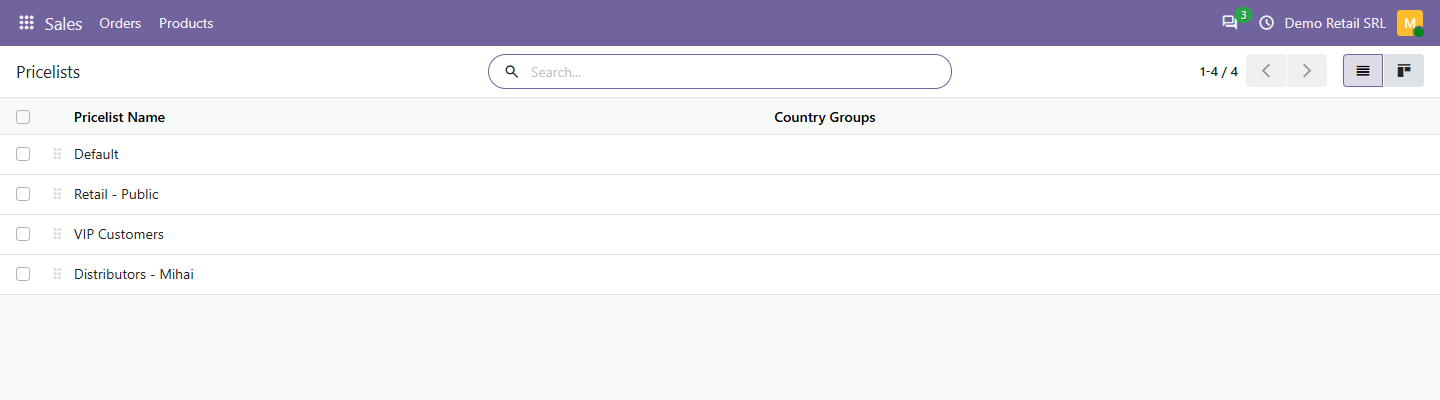 Sales Orders Products 3 Demo Retail SRL M
Pricelists Search... 1-4 / 4
Pricelist Name Country Groups
Default
Retail - Public
VIP Customers
Distributors - Mihai